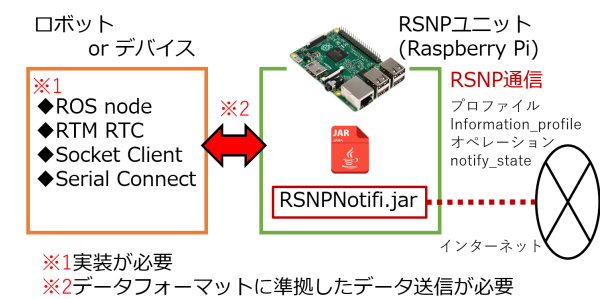 ロボット
or デバイス
※1
◆ROS node
◆RTM RTC
◆Socket Client
◆Serial Connect
※2
RSNPユニット
(Raspberry Pi)
JAR
JAVA
RSNPNotifi.jar
RSNP通信
プロファイル
Information_profile
オペレーション
notify_state
インターネット
※1実装が必要
※2データフォーマットに準拠したデータ送信が必要